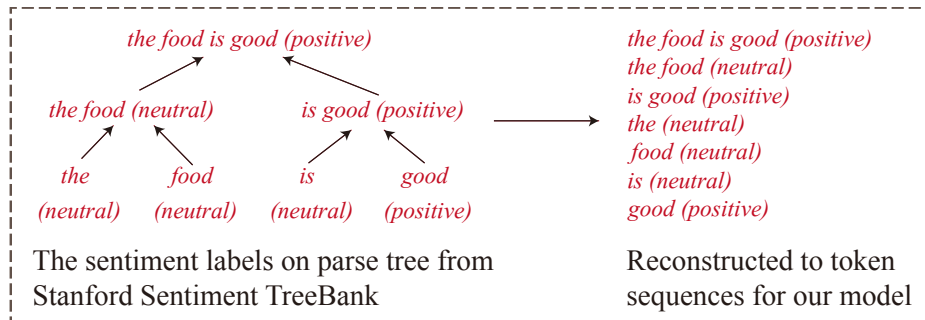 the food is good (positive)
the food (neutral)
is good (positive)
the
(neutral)
food
(neutral)
is
(neutral)
good
(positive)
The sentiment labels on parse tree from
Stanford Sentiment TreeBank
the food is good (positive)
the food (neutral)
is good (positive)
the (neutral)
food (neutral)
is (neutral)
good (positive)
Reconstructed to token
sequences for our model